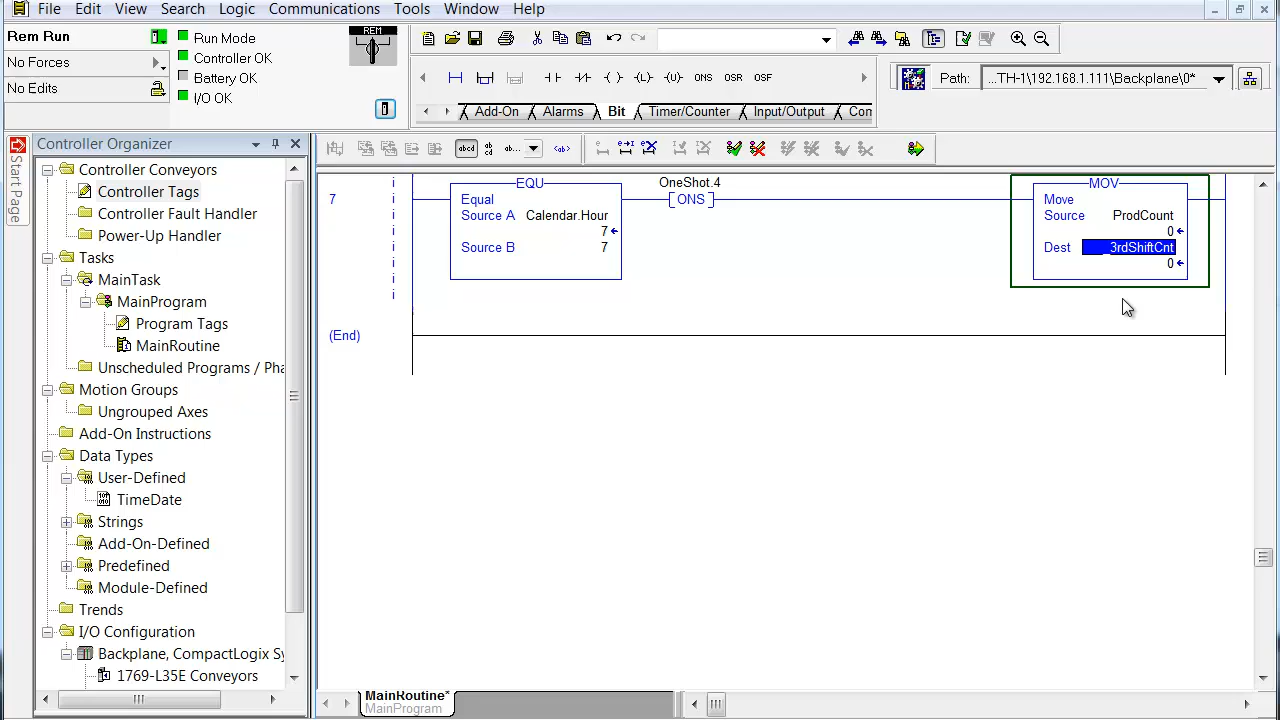 File Edit View Search Logic Communications Tools Window Help
Rem Run
No Forces
No Edits
Run Mode
Controller OK
Battery OK
I/O OK
REM
ONS OSR OSF
Add-On Alarms Bit Timer/Counter Input/Output Con
Path: ...TH-1\192.168.1.111\Backplane\0*
Start Page
Controller Organizer
Controller Conveyors
Controller Tags
Controller Fault Handler
Power-Up Handler
Tasks
MainTask
MainProgram
Program Tags
MainRoutine
Unscheduled Programs / Pha
Motion Groups
Ungrouped Axes
Add-On Instructions
Data Types
User-Defined
TimeDate
Strings
Add-On-Defined
Predefined
Module-Defined
Trends
I/O Configuration
Backplane, CompactLogix Sy
1769-L35E Conveyors
abcd
ab
cd
ab...
<ab>
7
i
i
i
i
i
i
i
i
EQU
Equal
Source A Calendar.Hour
7
Source B 7
OneShot.4
ONS
MOV
Move
Source ProdCount
0
Dest _3rdShiftCnt
0
(End)
MainRoutine*
MainProgram